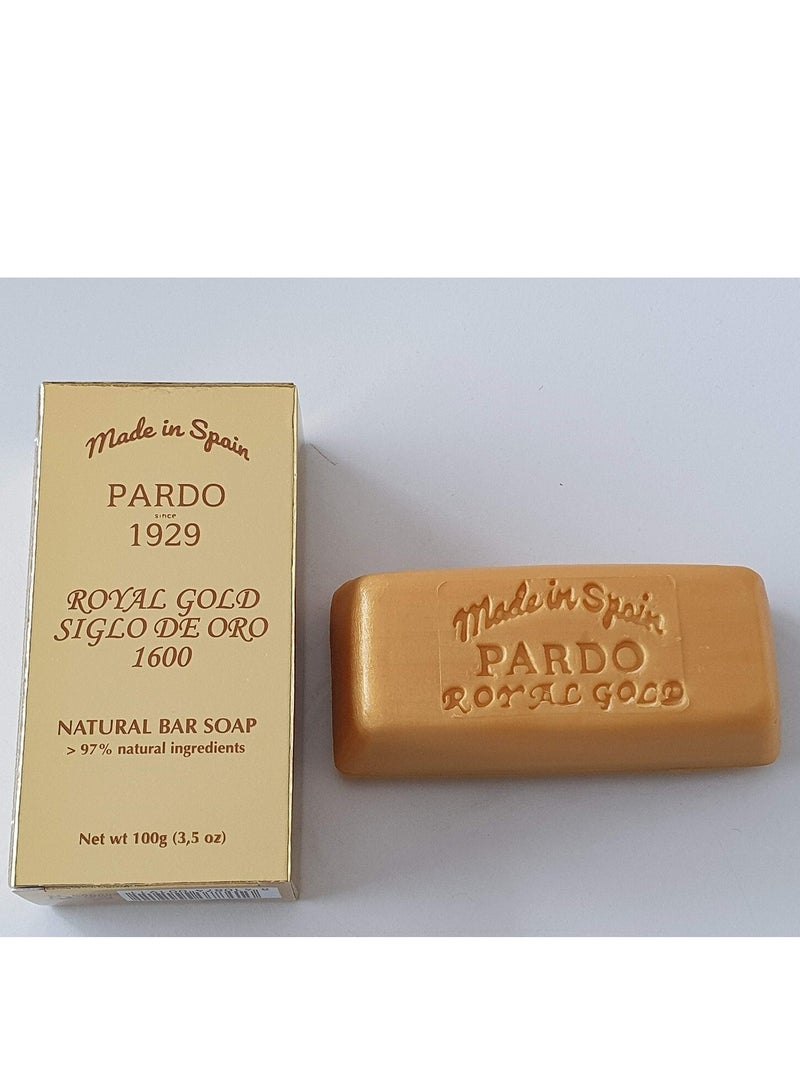 Made in Spain
PARDO
since
1929
ROYAL GOLD
SIGLO DE ORO
1600
NATURAL BAR SOAP
> 97% natural ingredients
Net wt 100g (3,5 oz)
Made in Spain
PARDO
ROYAL GOLD